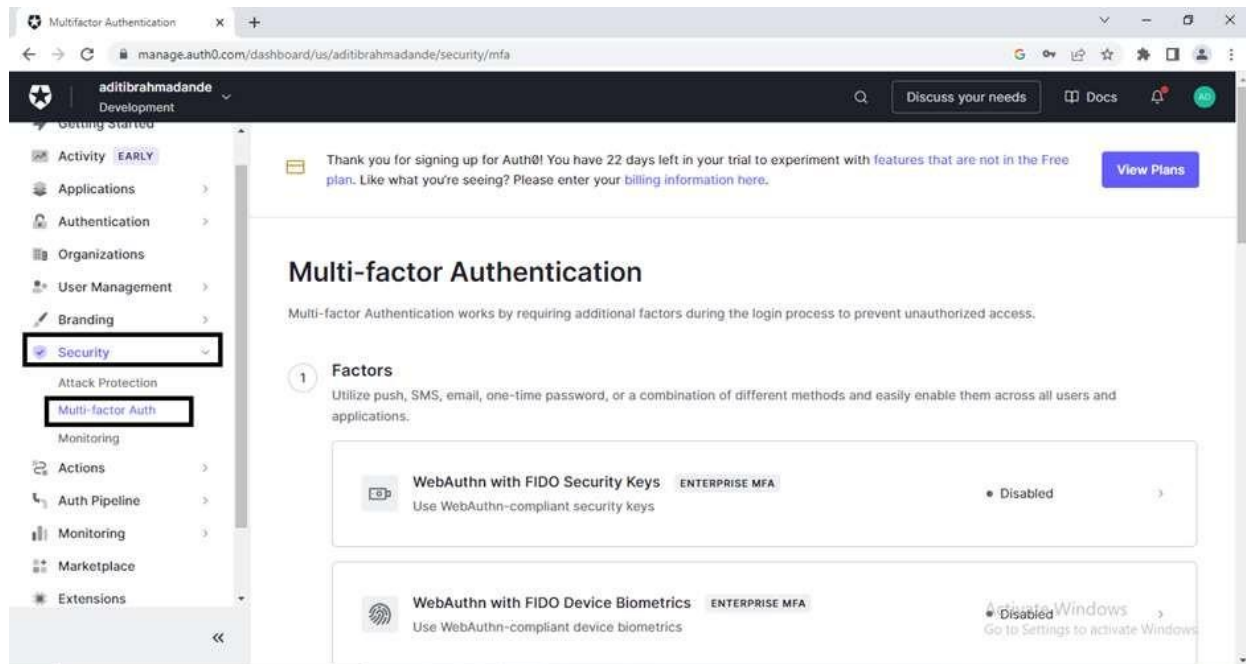 Multifactor Authentication
manage.auth0.com/dashboard/us/aditibrahmadande/security/mfa
aditibrahmadande
Development
Discuss your needs
Docs
AD
Getting Started
Activity EARLY
Applications
Authentication
Organizations
User Management
Branding
Security
Attack Protection
Multi-factor Auth
Monitoring
Actions
Auth Pipeline
Monitoring
Marketplace
Extensions
Thank you for signing up for Auth0! You have 22 days left in your trial to experiment with features that are not in the Free
plan. Like what you're seeing? Please enter your billing information here.
View Plans
Multi-factor Authentication
Multi-factor Authentication works by requiring additional factors during the login process to prevent unauthorized access.
1
Factors
Utilize push, SMS, email, one-time password, or a combination of different methods and easily enable them across all users and
applications.
WebAuthn with FIDO Security Keys ENTERPRISE MFA
Use WebAuthn-compliant security keys
Disabled
WebAuthn with FIDO Device Biometrics ENTERPRISE MFA
Use WebAuthn-compliant device biometrics
Disabled
Activate Windows
Go to Settings to activate Windows